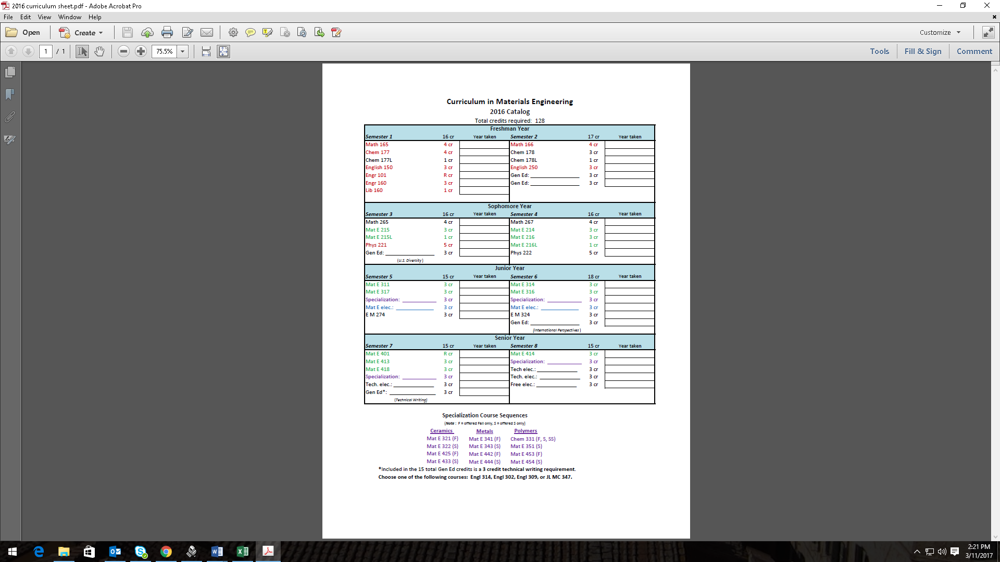 2016 curriculum sheet.pdf - Adobe Acrobat Pro
File Edit View Window Help
Open Create Customize
1 / 1 75.5% Tools Fill & Sign Comment
Curriculum in Materials Engineering
2016 Catalog
Total credits required: 128
Freshman Year
Semester 1 16 cr Year taken Semester 2 17 cr Year taken
Math 165 4 cr Math 166 4 cr
Chem 177 4 cr Chem 178 3 cr
Chem 177L 1 cr Chem 178L 1 cr
English 150 3 cr English 250 3 cr
Engr 101 R cr Gen Ed: 3 cr
Engr 160 3 cr Gen Ed: 3 cr
Lib 160 1 cr
Sophomore Year
Semester 3 16 cr Year taken Semester 4 16 cr Year taken
Math 265 4 cr Math 267 4 cr
Mat E 215 3 cr Mat E 214 3 cr
Mat E 215L 1 cr Mat E 216 3 cr
Phys 221 5 cr Mat E 216L 1 cr
Gen Ed: 3 cr Phys 222 5 cr
(U.S. Diversity)
Junior Year
Semester 5 15 cr Year taken Semester 6 18 cr Year taken
Mat E 311 3 cr Mat E 314 3 cr
Mat E 317 3 cr Mat E 316 3 cr
Specialization: 3 cr Specialization: 3 cr
Mat E elec.: 3 cr Mat E elec.: 3 cr
E M 274 3 cr E M 324 3 cr
Gen Ed: 3 cr
(International Perspectives)
Senior Year
Semester 7 15 cr Year taken Semester 8 15 cr Year taken
Mat E 401 R cr Mat E 414 3 cr
Mat E 413 3 cr Specialization: 3 cr
Mat E 418 3 cr Tech elec.: 3 cr
Specialization: 3 cr Tech. elec.: 3 cr
Tech. elec.: 3 cr Free elec.: 3 cr
Gen Ed*: 3 cr
(Technical Writing)
Specialization Course Sequences
(Note: F = offered Fall only, S = offered S only)
Ceramics Metals Polymers
Mat E 321 (F) Mat E 341 (F) Chem 331 (F, S, SS)
Mat E 322 (S) Mat E 343 (S) Mat E 351 (S)
Mat E 425 (F) Mat E 442 (F) Mat E 453 (F)
Mat E 433 (S) Mat E 444 (S) Mat E 454 (S)
*Included in the 15 total Gen Ed credits is a 3 credit technical writing requirement.
Choose one of the following courses: Engl 314, Engl 302, Engl 309, or JL MC 347.
2:21 PM
3/11/2017